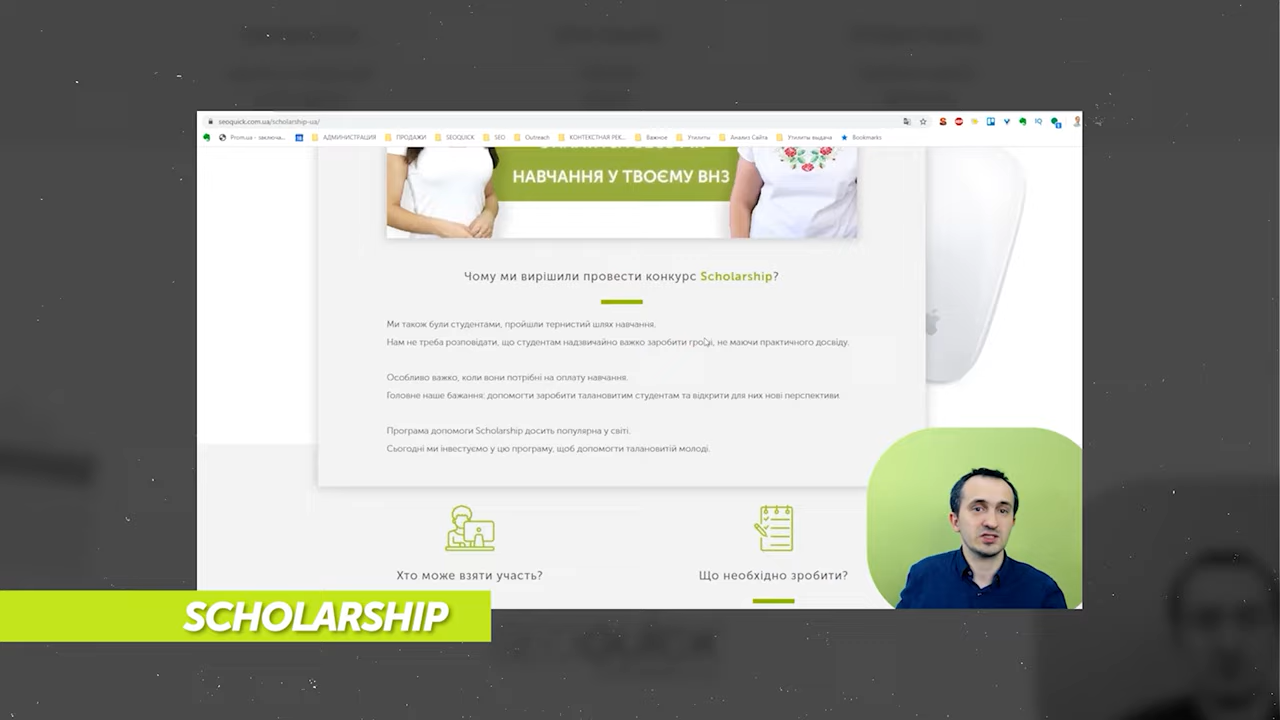 seoquick.com.ua/scholarship-ua/
Prom.ua - заключа... АДМИНИСТРАЦИЯ ПРОДАЖИ SEOQUICK SEO Outreach КОНТЕКСТНАЯ РЕК... Важное Утилиты Анализ Сайта Утилиты выдача Bookmarks
НАВЧАННЯ У ТВОЄМУ ВНЗ
Чому ми вирішили провести конкурс Scholarship?
Ми також були студентами, пройшли тернистий шлях навчання.
Нам не треба розповідати, що студентам надзвичайно важко заробити гроші, не маючи практичного досвіду.
Особливо важко, коли вони потрібні на оплату навчання.
Головне наше бажання: допомогти заробити талановитим студентам та відкрити для них нові перспективи.
Програма допомоги Scholarship досить популярна у світі.
Сьогодні ми інвестуємо у цю програму, щоб допомогти талановитій молоді.
Хто може взяти участь?
Що необхідно зробити?
SCHOLARSHIP